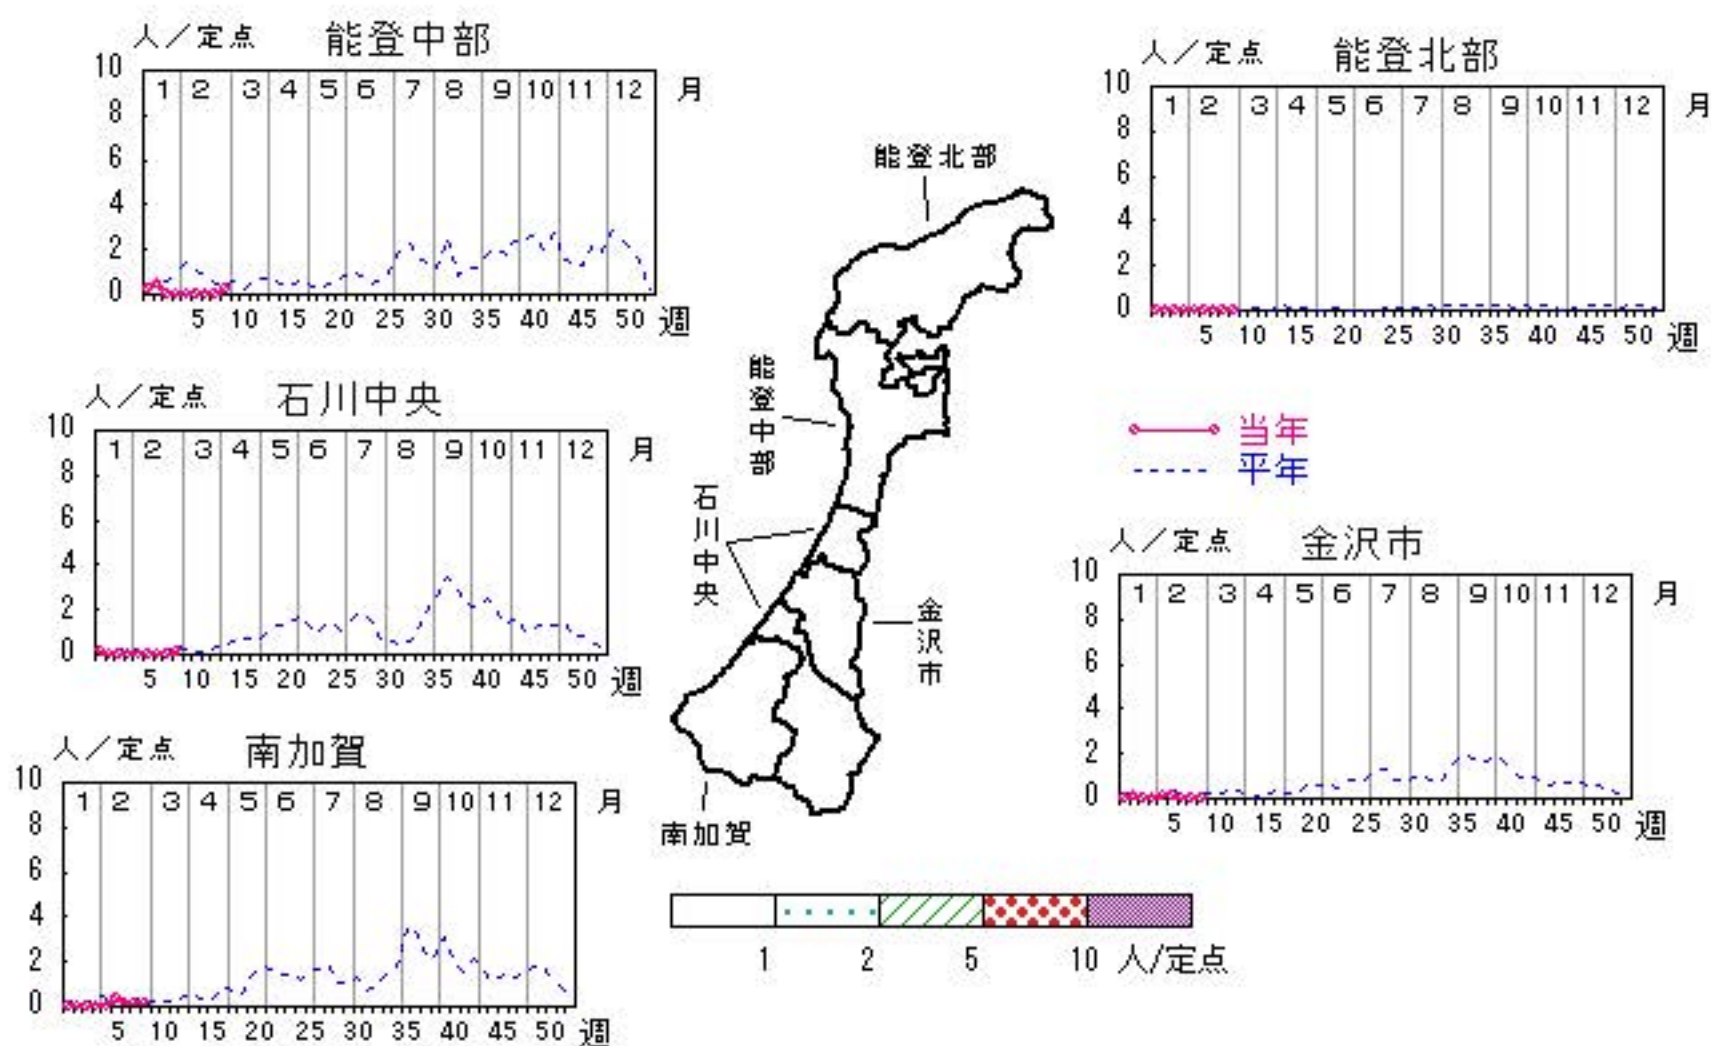 人／定点 能登中部
10 8 6 4 2 0
1 2 3 4 5 6 7 8 9 10 11 12 月
5 10 15 20 25 30 35 40 45 50 週
人／定点 能登北部
10 8 6 4 2 0
1 2 3 4 5 6 7 8 9 10 11 12 月
5 10 15 20 25 30 35 40 45 50 週
人／定点 石川中央
10 8 6 4 2 0
1 2 3 4 5 6 7 8 9 10 11 12 月
5 10 15 20 25 30 35 40 45 50 週
当年
平年
人／定点 金沢市
10 8 6 4 2 0
1 2 3 4 5 6 7 8 9 10 11 12 月
5 10 15 20 25 30 35 40 45 50 週
人／定点 南加賀
10 8 6 4 2 0
1 2 3 4 5 6 7 8 9 10 11 12 月
5 10 15 20 25 30 35 40 45 50 週
能登北部
能登中部
石川中央
金沢市
南加賀
1 2 5 10 人/定点